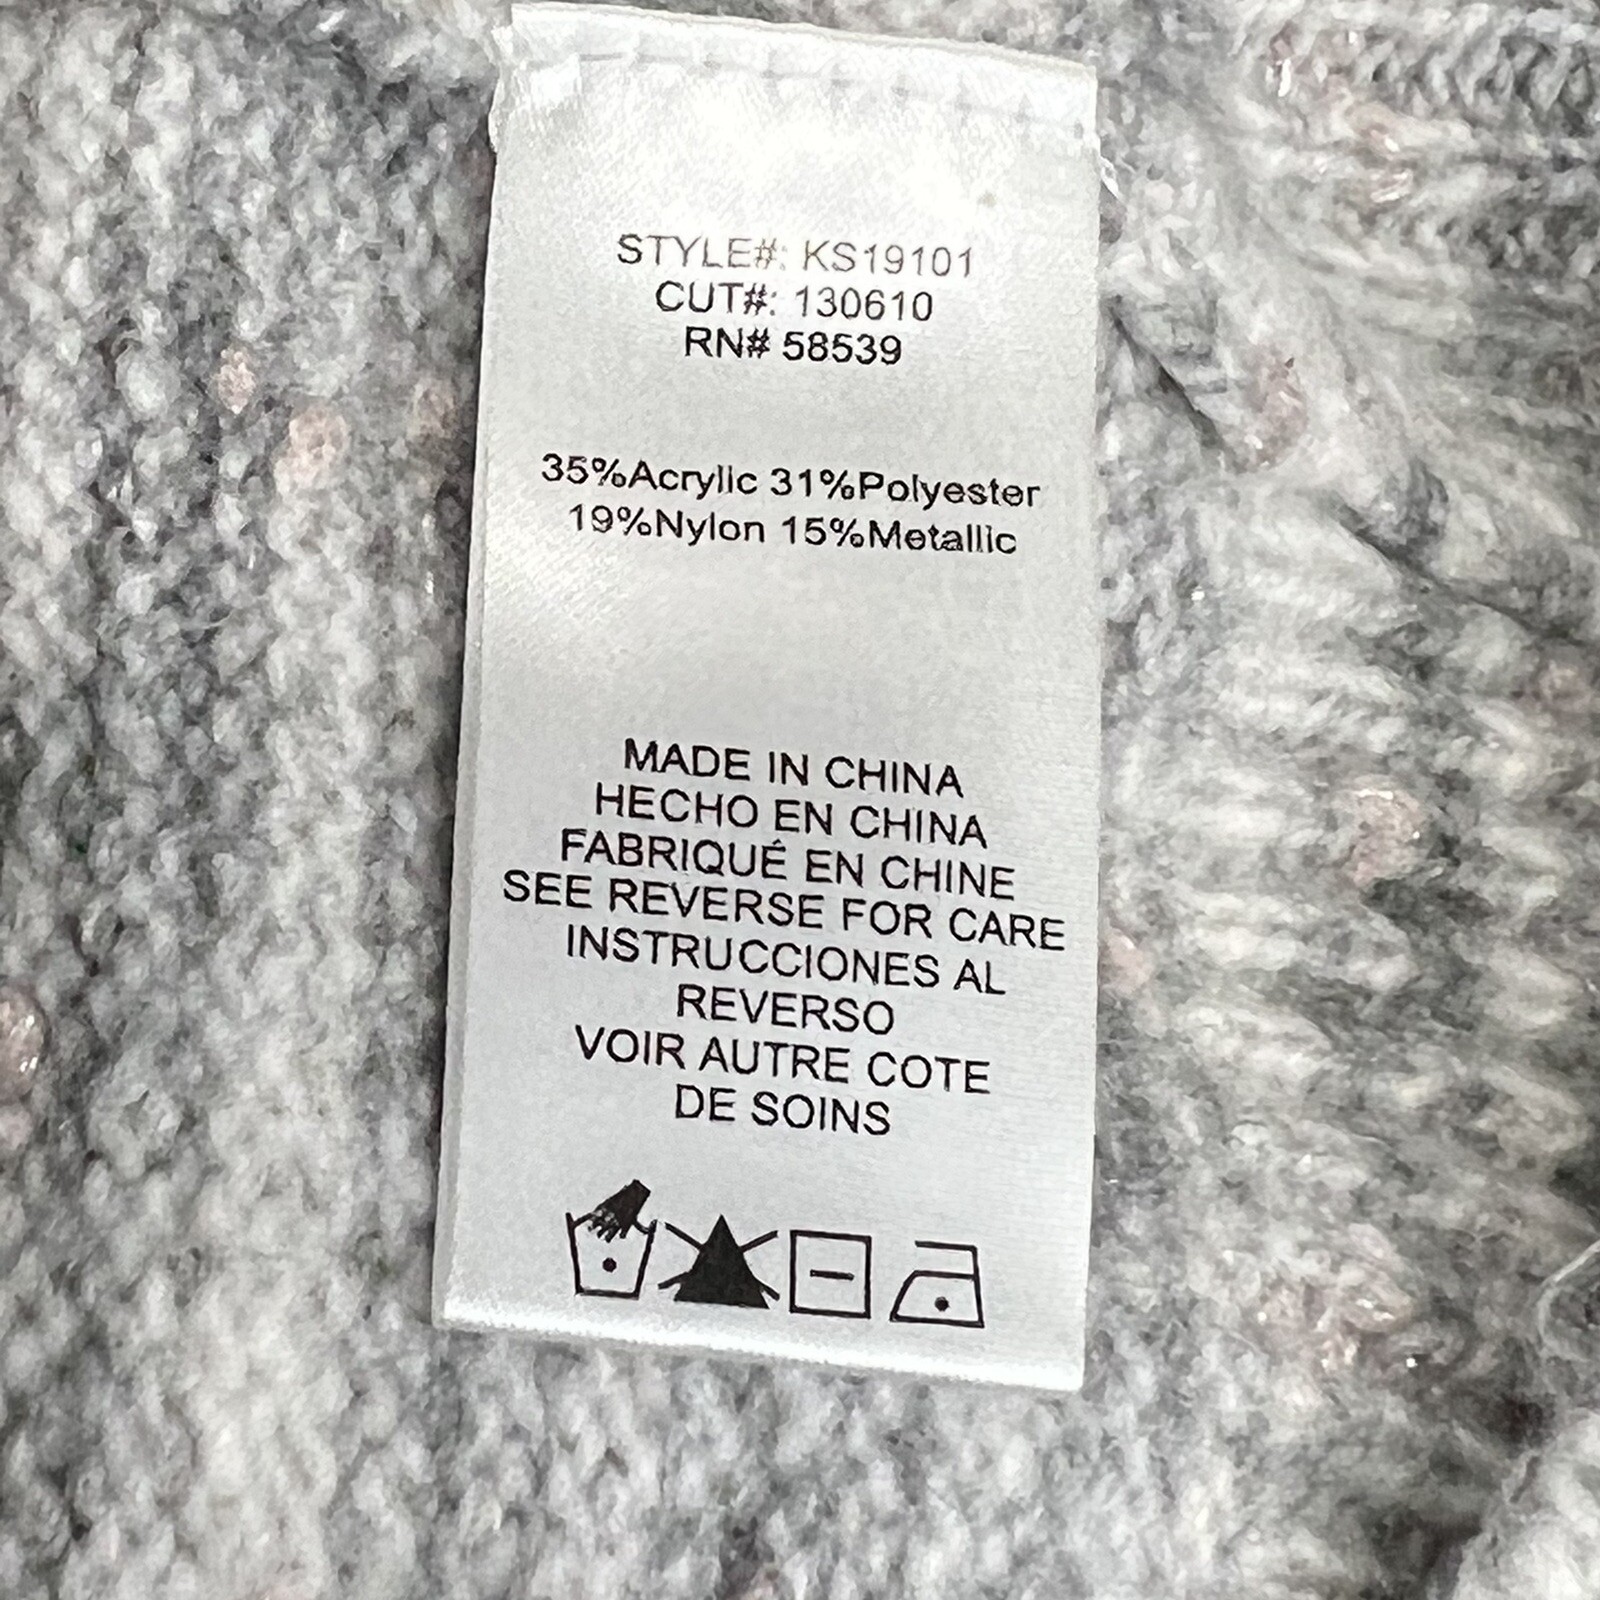 STYLE#: KS19101
CUT#: 130610
RN# 58539
35%Acrylic 31%Polyester
19%Nylon 15%Metallic
MADE IN CHINA
HECHO EN CHINA
FABRIQUÉ EN CHINE
SEE REVERSE FOR CARE
INSTRUCCIONES AL
REVERSO
VOIR AUTRE COTE
DE SOINS